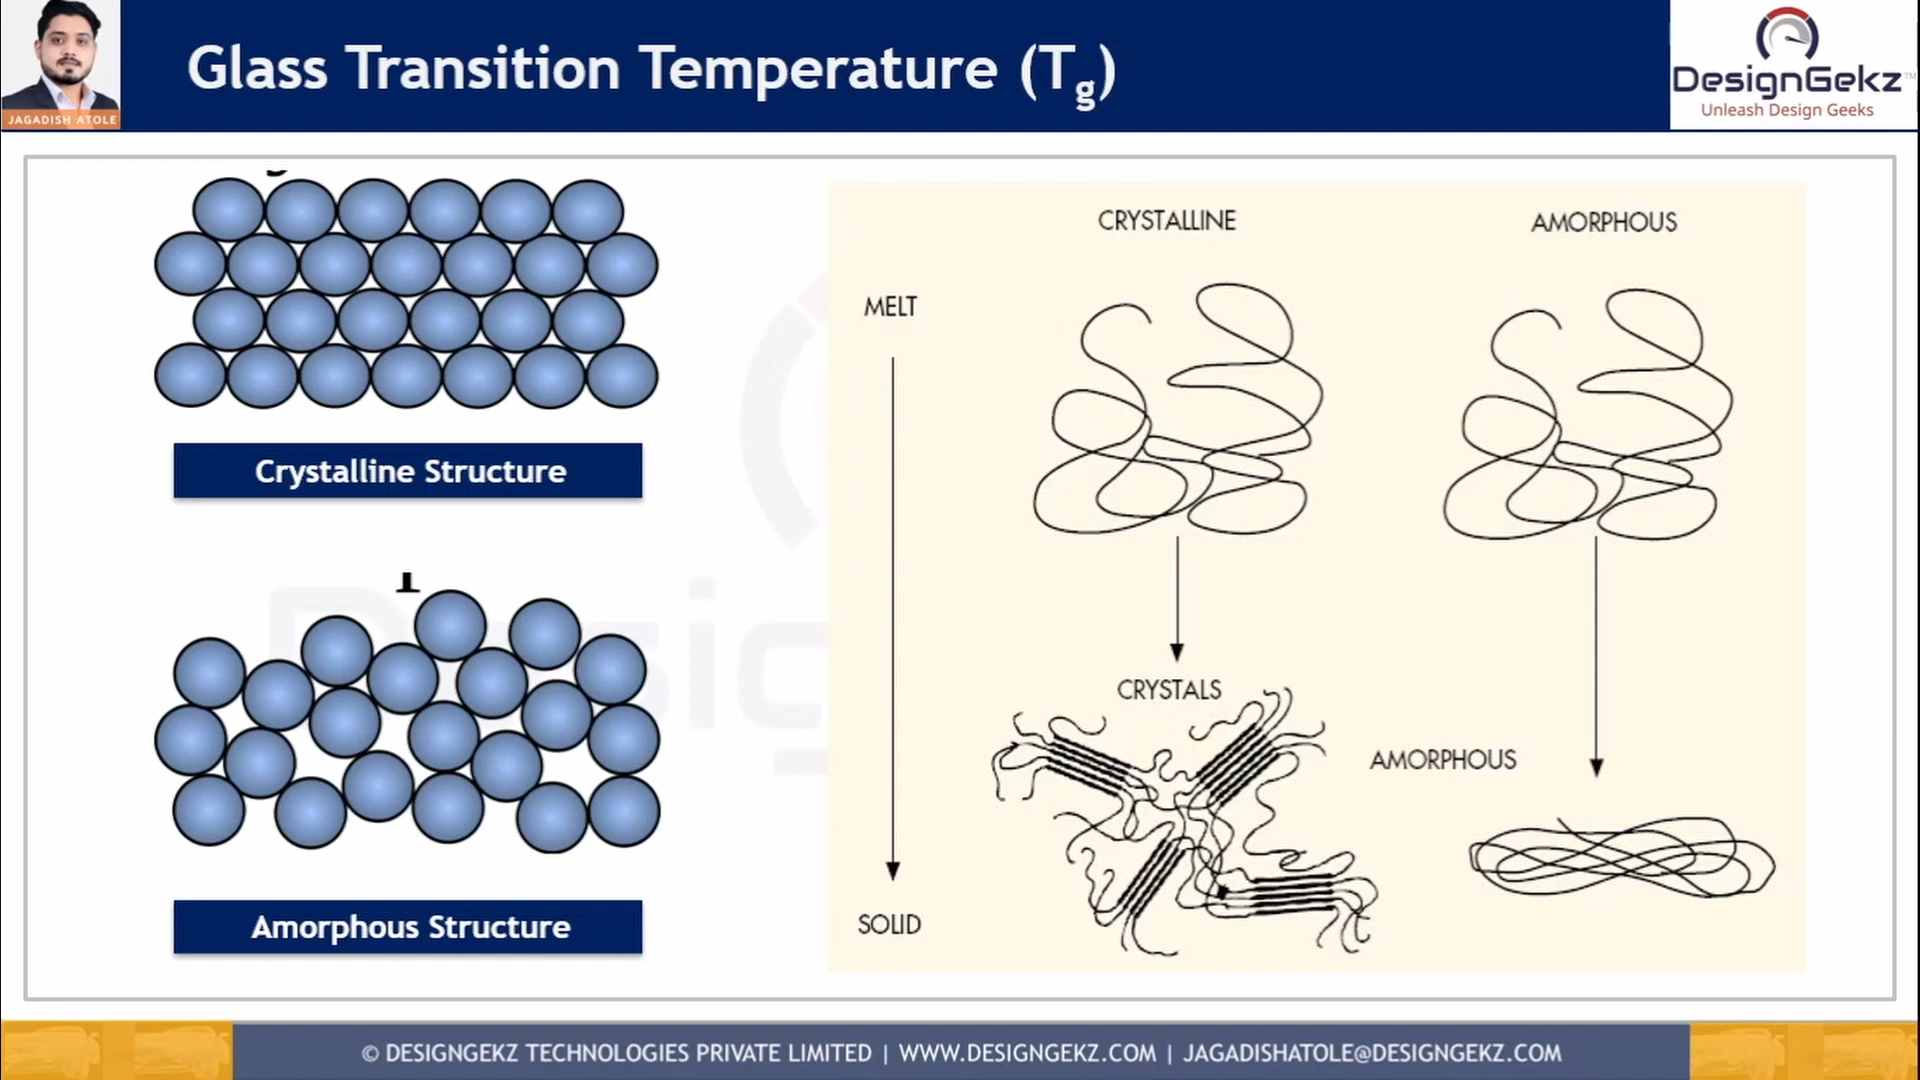 Glass Transition Temperature (Tg)
JAGADISH ATOLE
DesignGekz™
Unleash Design Geeks
Crystalline Structure
Amorphous Structure
CRYSTALLINE
AMORPHOUS
MELT
CRYSTALS
AMORPHOUS
SOLID
© DESIGNGEKZ TECHNOLOGIES PRIVATE LIMITED | WWW.DESIGNGEKZ.COM | JAGADISHATOLE@DESIGNGEKZ.COM